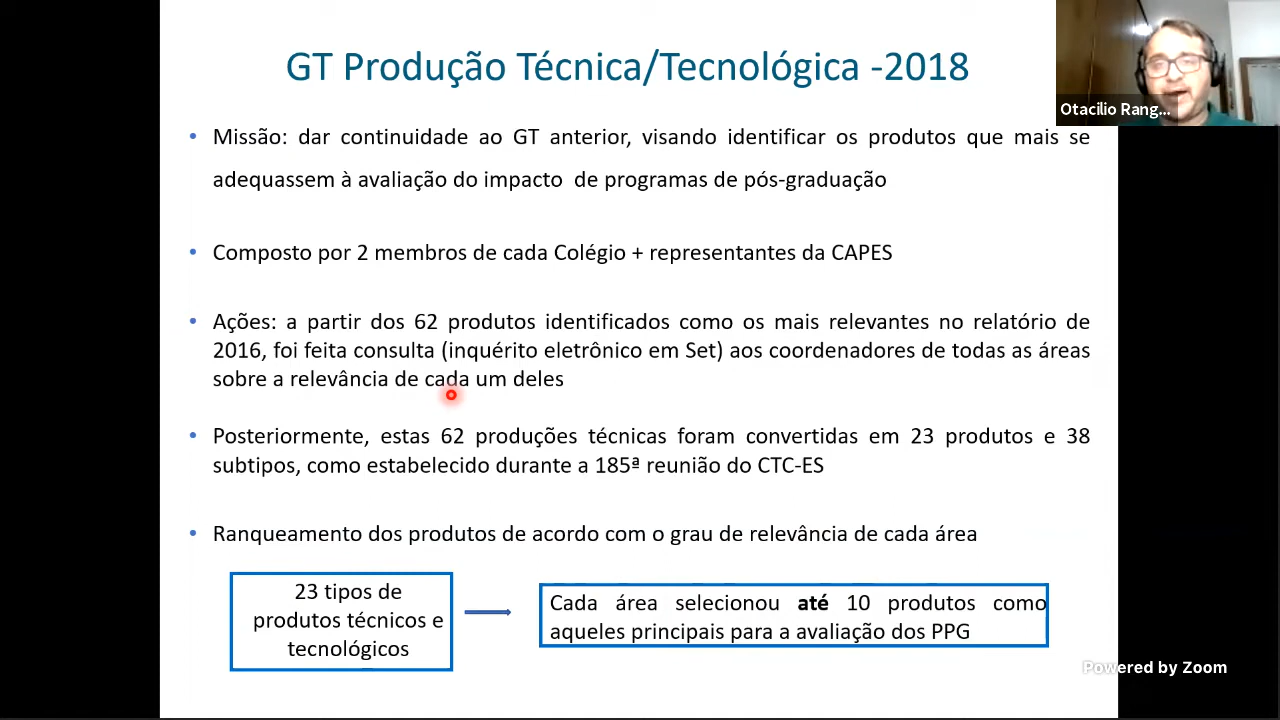 GT Produção Técnica/Tecnológica -2018
Otacilio Rang...
• Missão: dar continuidade ao GT anterior, visando identificar os produtos que mais se
adequassem à avaliação do impacto de programas de pós-graduação
• Composto por 2 membros de cada Colégio + representantes da CAPES
• Ações: a partir dos 62 produtos identificados como os mais relevantes no relatório de
2016, foi feita consulta (inquérito eletrônico em Set) aos coordenadores de todas as áreas
sobre a relevância de cada um deles
• Posteriormente, estas 62 produções técnicas foram convertidas em 23 produtos e 38
subtipos, como estabelecido durante a 185ª reunião do CTC-ES
• Ranqueamento dos produtos de acordo com o grau de relevância de cada área
23 tipos de
produtos técnicos e
tecnológicos
Cada área selecionou até 10 produtos como
aqueles principais para a avaliação dos PPG
Powered by Zoom